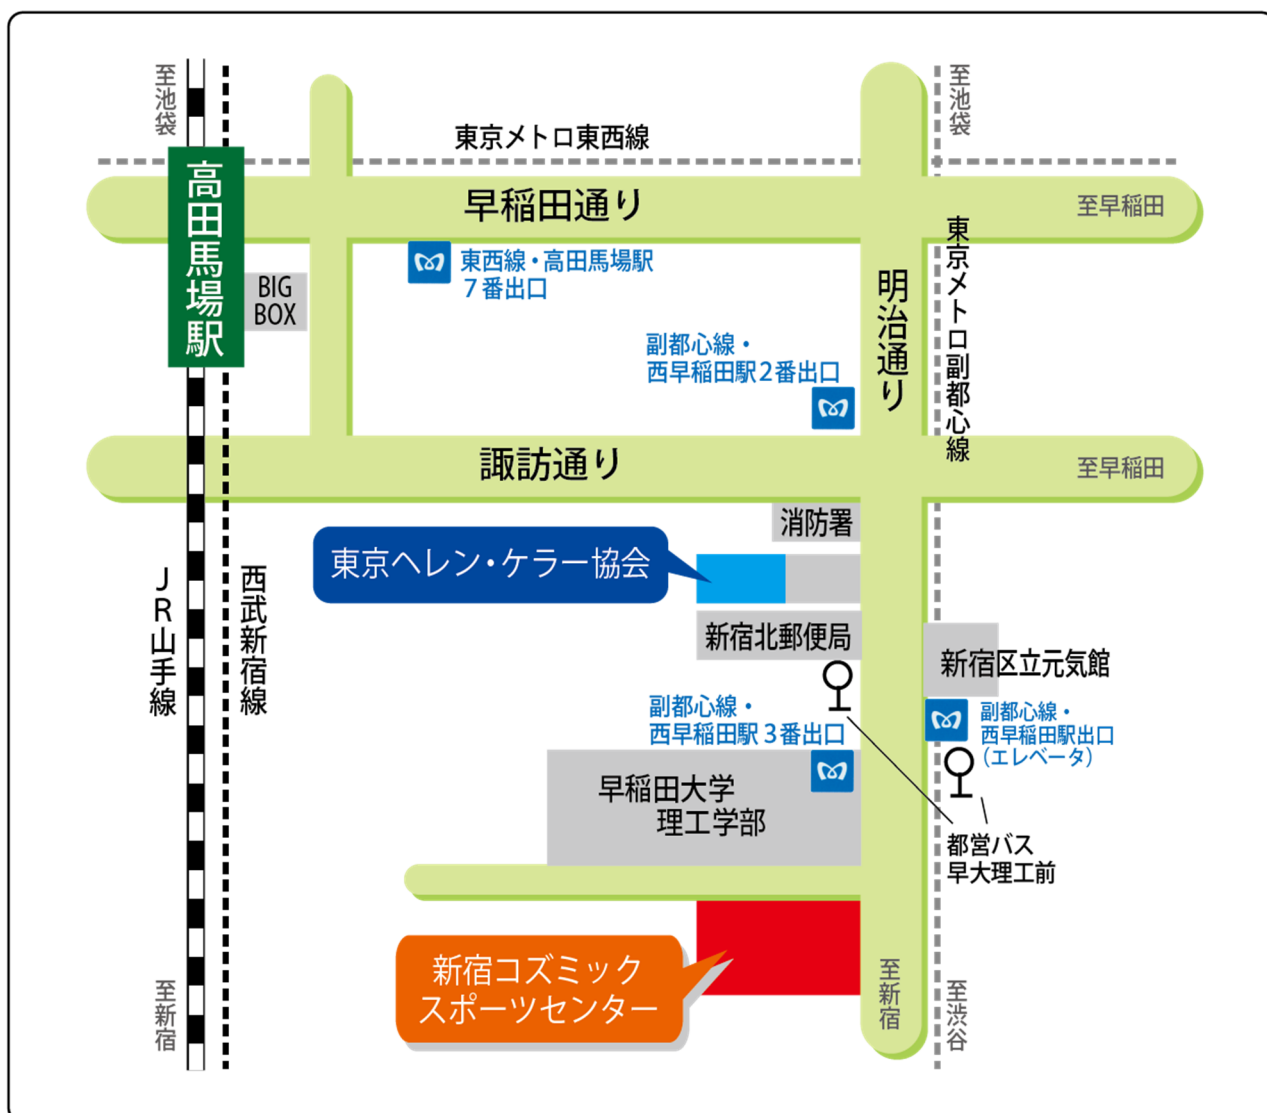 至池袋
至池袋
東京メトロ東西線
高田馬場駅
早稲田通り
至早稲田
東西線・高田馬場駅
7番出口
BIG
BOX
明治通り
東京メトロ副都心線
副都心線・
西早稲田駅2番出口
諏訪通り
至早稲田
消防署
東京ヘレン・ケラー協会
JR山手線
西武新宿線
新宿北郵便局
新宿区立元気館
副都心線・
西早稲田駅3番出口
副都心線・
西早稲田駅出口
(エレベータ)
早稲田大学
理工学部
都営バス
早大理工前
新宿コズミック
スポーツセンター
至新宿
至新宿
至渋谷